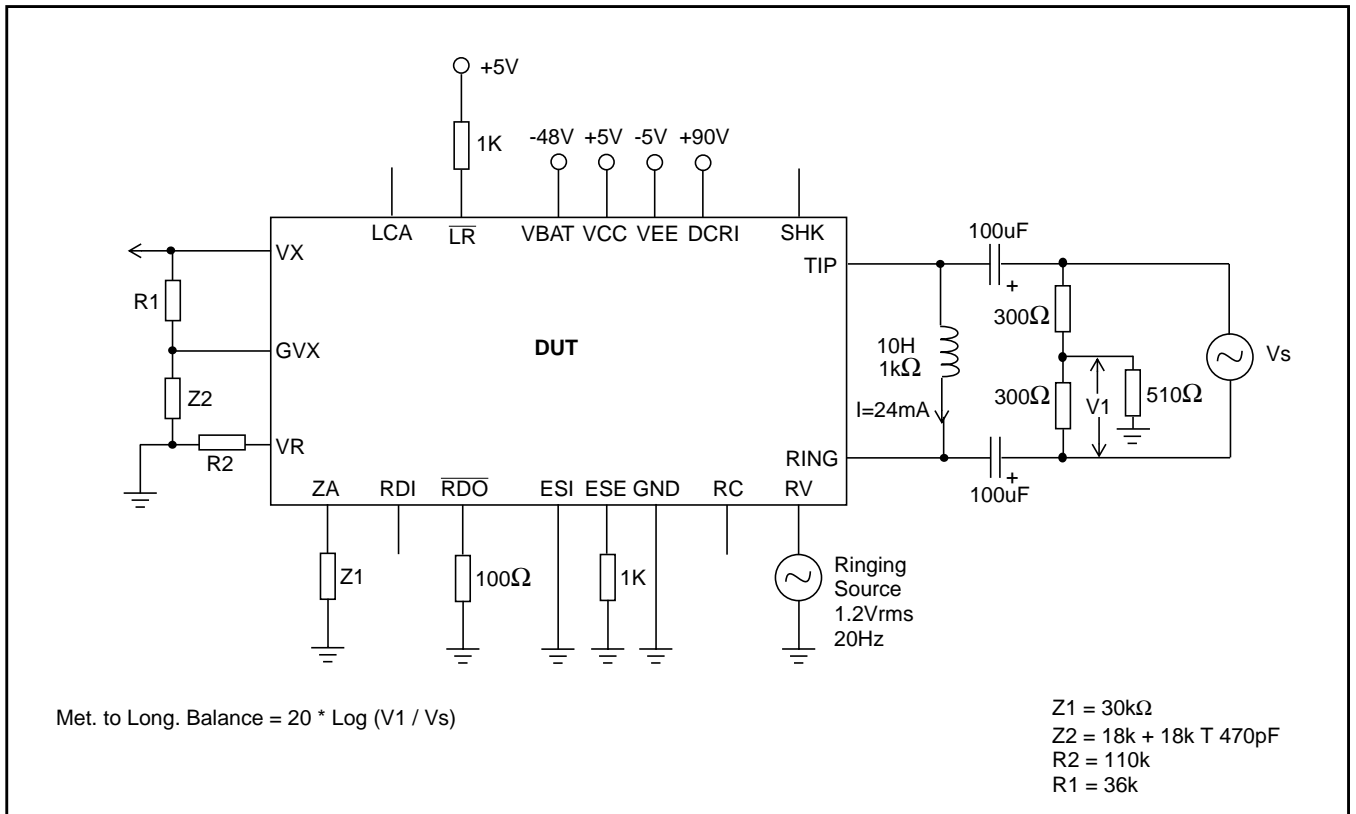 +5V
1K
-48V +5V -5V +90V
LCA LR VBAT VCC VEE DCRI SHK
100uF
+
VX
TIP
R1
300Ω
GVX
DUT
10H
1kΩ
Vs
Z2
300Ω
V1
510Ω
I=24mA
VR
R2
RING
+
100uF
ZA RDI RDO ESI ESE GND RC RV
Z1
100Ω
1K
Ringing
Source
1.2Vrms
20Hz
Met. to Long. Balance = 20 * Log (V1 / Vs)
Z1 = 30kΩ
Z2 = 18k + 18k T 470pF
R2 = 110k
R1 = 36k